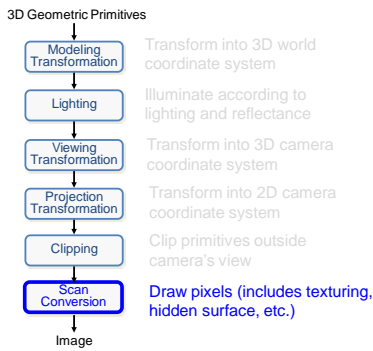 3D Geometric Primitives
Modeling
Transformation
Transform into 3D world
coordinate system
Lighting
Illuminate according to
lighting and reflectance
Viewing
Transformation
Transform into 3D camera
coordinate system
Projection
Transformation
Transform into 2D camera
coordinate system
Clipping
Clip primitives outside
camera's view
Scan
Conversion
Draw pixels (includes texturing,
hidden surface, etc.)
Image